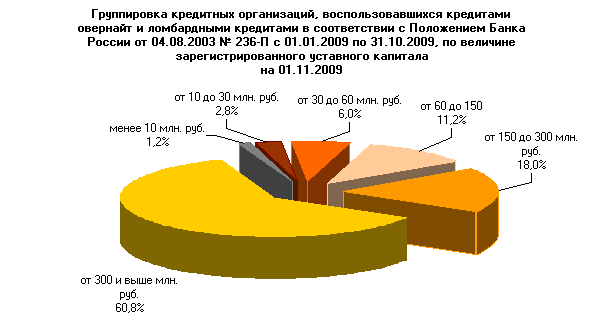 Группировка кредитных организаций, воспользовавшихся кредитами
овернайт и ломбардными кредитами в соответствии с Положением Банка
России от 04.08.2003 № 236-П с 01.01.2009 по 31.10.2009, по величине
зарегистрированного уставного капитала
на 01.11.2009
от 10 до 30 млн. руб.
2,8%
от 30 до 60 млн. руб.
6,0%
от 60 до 150
11,2%
менее 10 млн. руб.
1,2%
от 150 до 300 млн.
руб.
18,0%
от 300 и выше млн.
руб.
60,8%